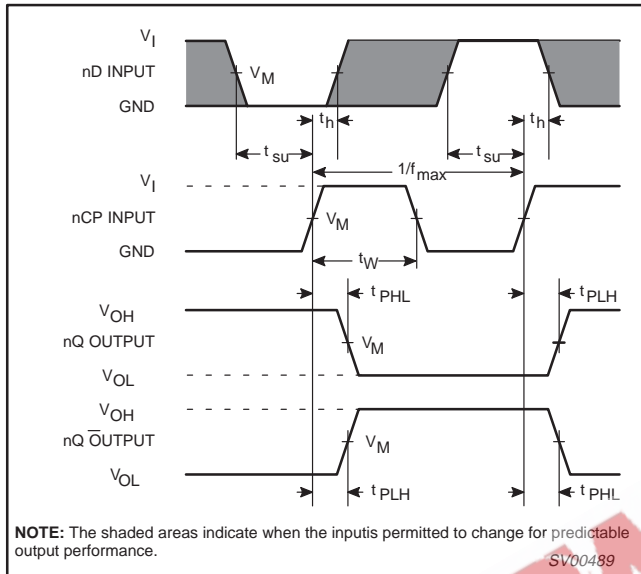 V_I
nD INPUT V_M
GND
t_h t_h
t_su t_su
1/f_max
V_I
nCP INPUT V_M
GND
t_W
t_PHL t_PLH
V_OH
nQ OUTPUT V_M
V_OL
V_OH
nQ O̅UTPUT V_M
V_OL
t_PLH t_PHL
NOTE: The shaded areas indicate when the inputis permitted to change for predictable
output performance.
SV00489